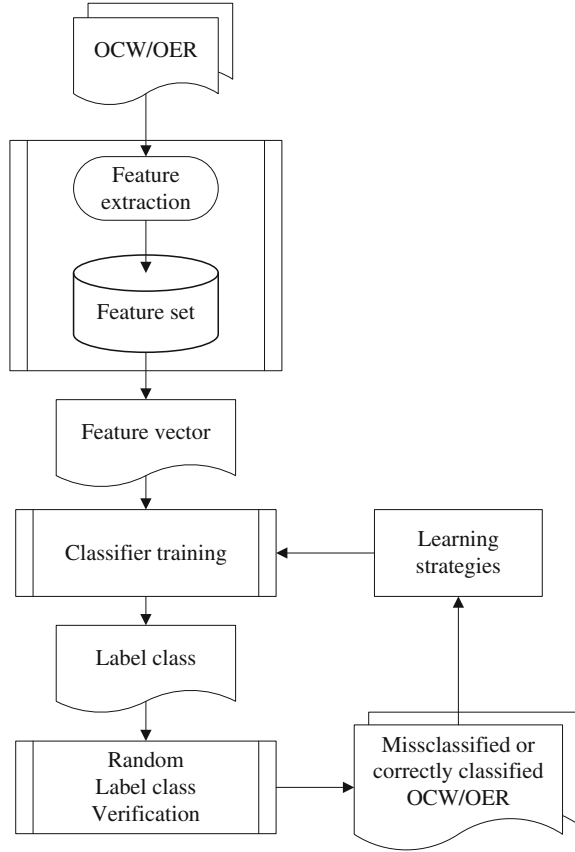 OCW/OER
Feature
extraction
Feature set
Feature vector
Classifier training
Learning
strategies
Label class
Random
Label class
Verification
Missclassified or
correctly classified
OCW/OER